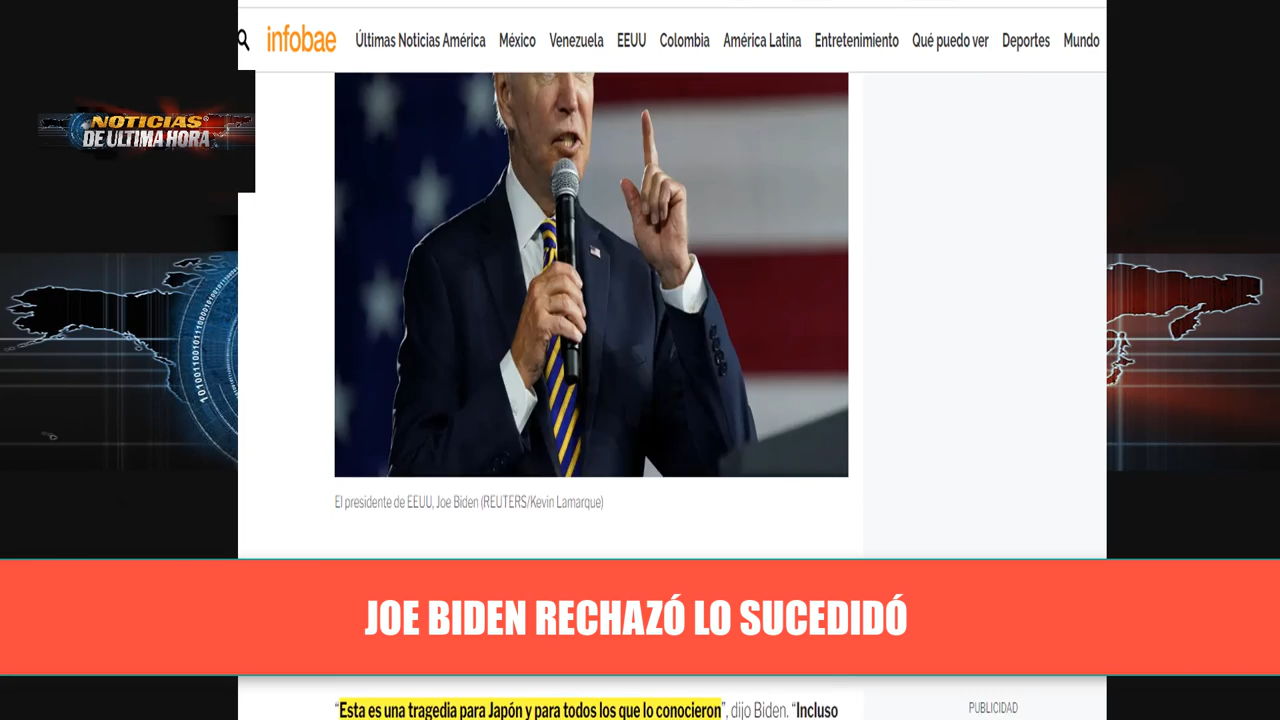 infobae
Últimas Noticias América México Venezuela EEUU Colombia América Latina Entretenimiento Qué puedo ver Deportes Mundo
NOTICIAS
DE ULTIMA HORA
El presidente de EEUU, Joe Biden (REUTERS/Kevin Lamarque)
JOE BIDEN RECHAZÓ LO SUCEDIDÓ
“Esta es una tragedia para Japón y para todos los que lo conocieron”, dijo Biden. “Incluso
PUBLICIDAD